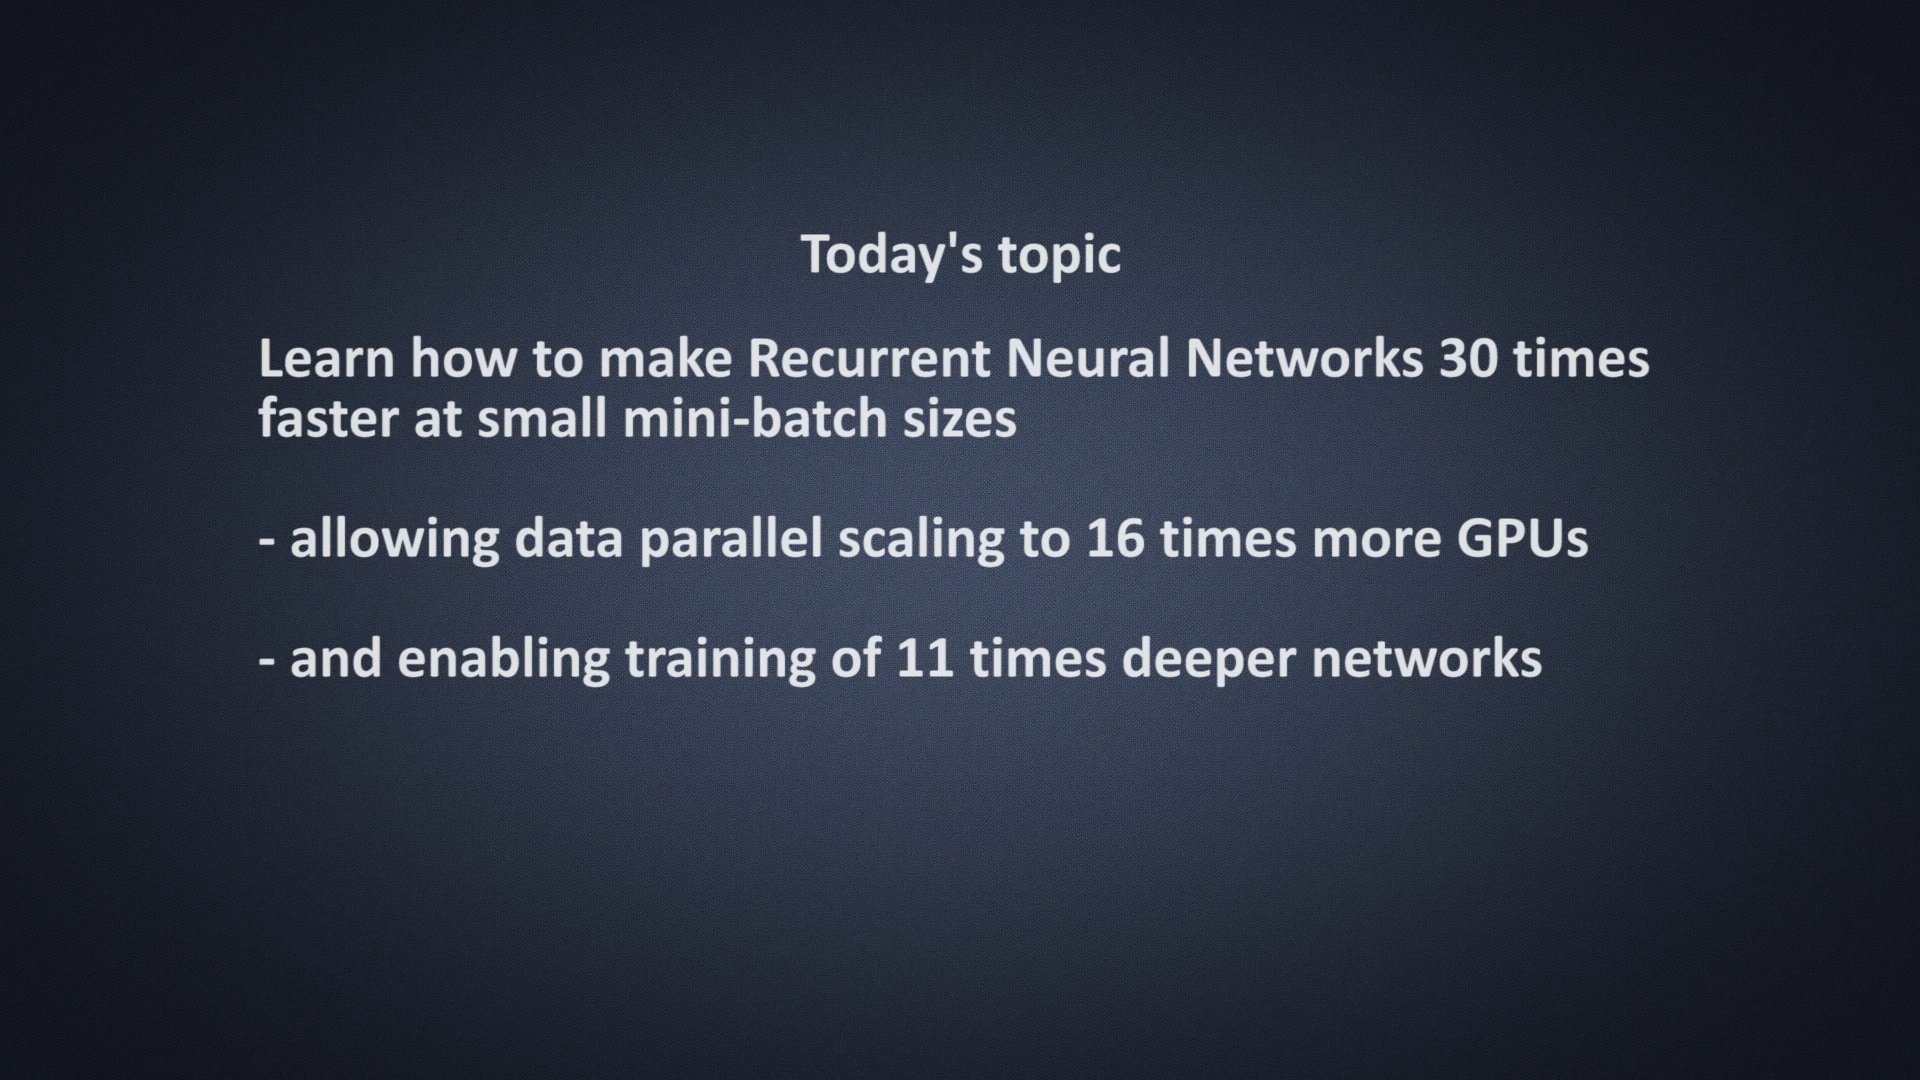 Today's topic
Learn how to make Recurrent Neural Networks 30 times
faster at small mini-batch sizes
- allowing data parallel scaling to 16 times more GPUs
- and enabling training of 11 times deeper networks